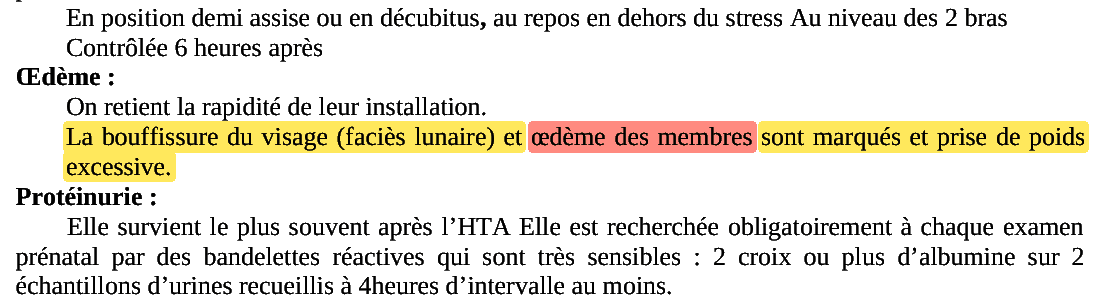 En position demi assise ou en décubitus, au repos en dehors du stress Au niveau des 2 bras
Contrôlée 6 heures après
Œdème :
On retient la rapidité de leur installation.
La bouffissure du visage (faciès lunaire) et œdème des membres sont marqués et prise de poids
excessive.
Protéinurie :
Elle survient le plus souvent après l’HTA Elle est recherchée obligatoirement à chaque examen
prénatal par des bandelettes réactives qui sont très sensibles : 2 croix ou plus d’albumine sur 2
échantillons d’urines recueillis à 4heures d’intervalle au moins.